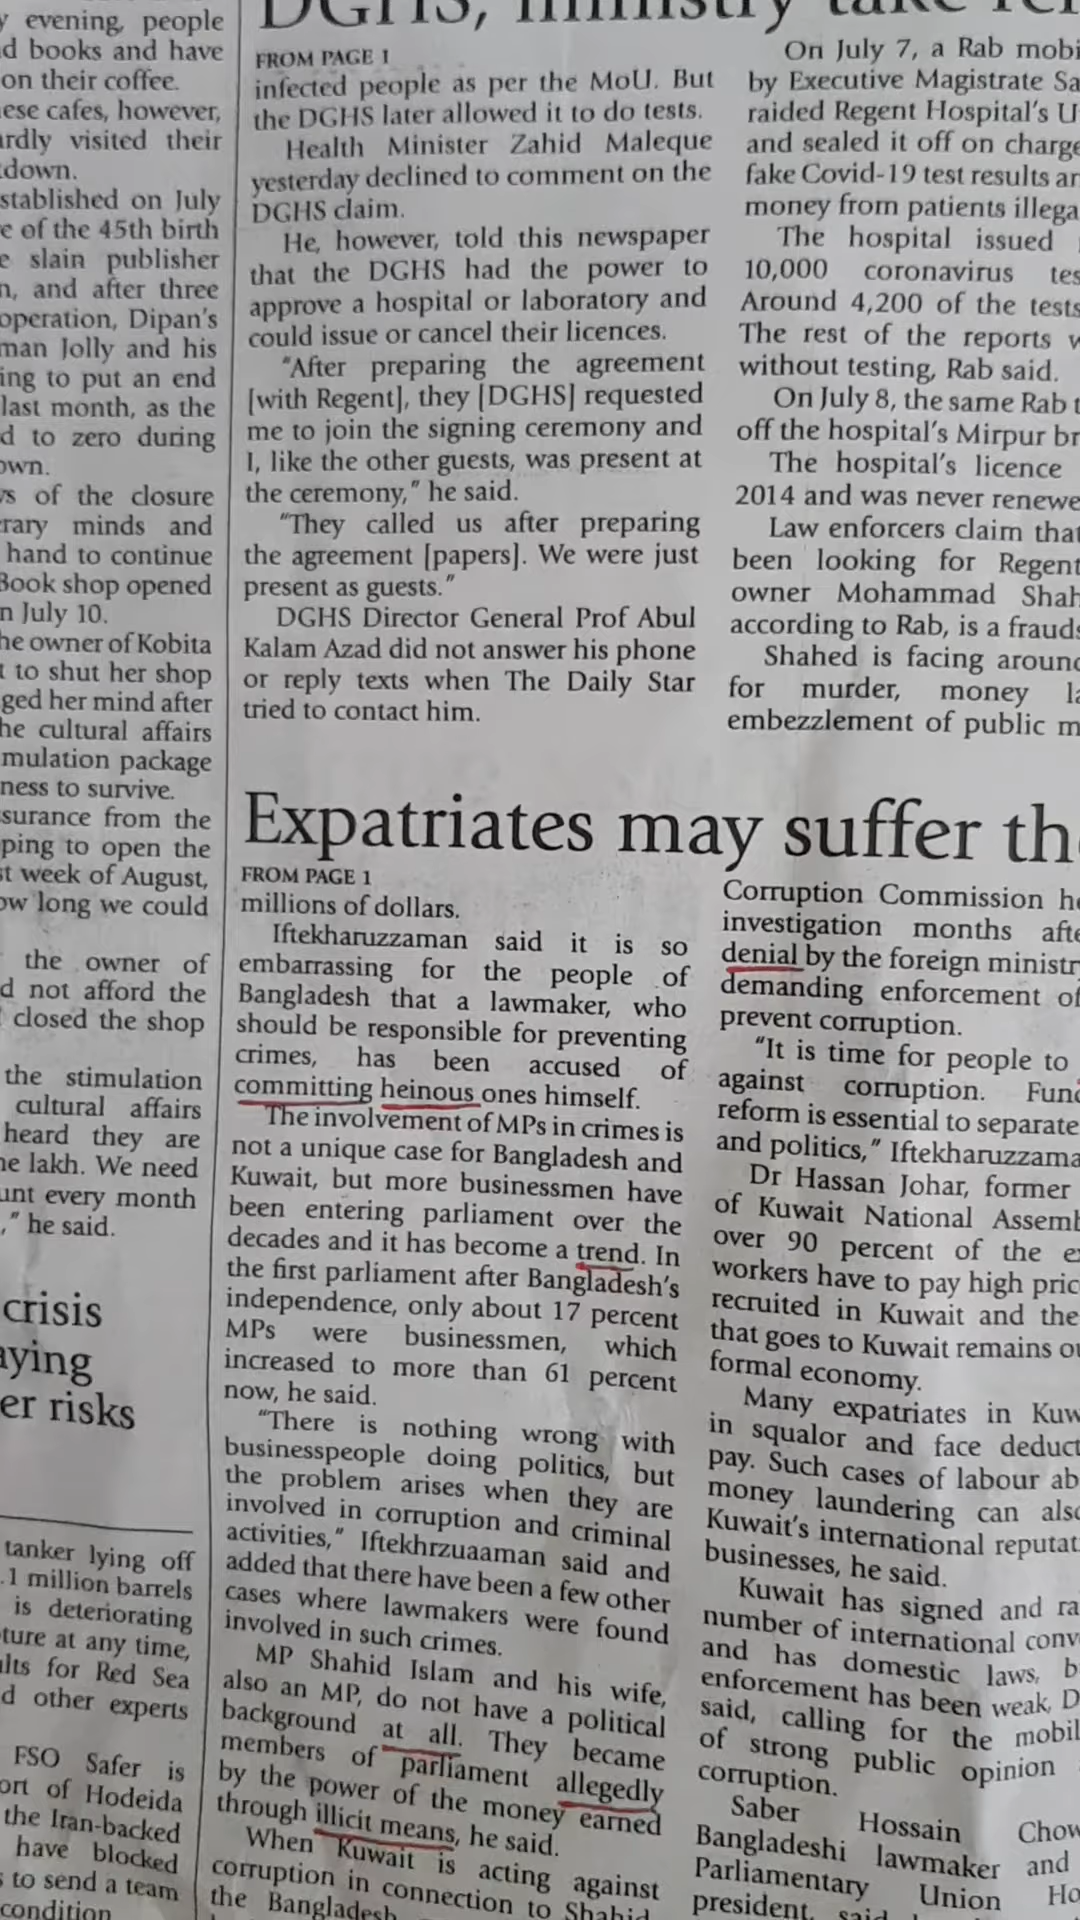 y evening, people
d books and have
on their coffee.
ese cafes, however,
ardly visited their
kdown.
stablished on July
e of the 45th birth
e slain publisher
n, and after three
operation, Dipan's
man Jolly and his
ing to put an end
last month, as the
d to zero during
own.
s of the closure
rary minds and
hand to continue
Book shop opened
n July 10.
he owner of Kobita
t to shut her shop
ged her mind after
he cultural affairs
mulation package
ness to survive.
surance from the
ping to open the
st week of August,
ow long we could
the owner of
d not afford the
closed the shop
the stimulation
cultural affairs
heard they are
ne lakh. We need
unt every month
," he said.
crisis
aying
er risks
tanker lying off
.1 million barrels
is deteriorating
ture at any time,
ults for Red Sea
d other experts
FSO Safer is
ort of Hodeida
the Iran-backed
have blocked
s to send a team
condition
DGHS, ministry take
FROM PAGE 1
infected people as per the MoU. But
the DGHS later allowed it to do tests.
Health Minister Zahid Maleque
yesterday declined to comment on the
DGHS claim.
He, however, told this newspaper
that the DGHS had the power to
approve a hospital or laboratory and
could issue or cancel their licences.
"After preparing the agreement
[with Regent], they [DGHS] requested
me to join the signing ceremony and
I, like the other guests, was present at
the ceremony," he said.
"They called us after preparing
the agreement [papers]. We were just
present as guests."
DGHS Director General Prof Abul
Kalam Azad did not answer his phone
or reply texts when The Daily Star
tried to contact him.
On July 7, a Rab mobi
by Executive Magistrate Sa
raided Regent Hospital's U
and sealed it off on charge
fake Covid-19 test results an
money from patients illega
The hospital issued
10,000 coronavirus tes
Around 4,200 of the tests
The rest of the reports w
without testing, Rab said.
On July 8, the same Rab t
off the hospital's Mirpur br
The hospital's licence
2014 and was never renewe
Law enforcers claim that
been looking for Regent
owner Mohammad Shah
according to Rab, is a frauds
Shahed is facing around
for murder, money la
embezzlement of public m
Expatriates may suffer the
FROM PAGE 1
millions of dollars.
Iftekharuzzaman said it is so
embarrassing for the people of
Bangladesh that a lawmaker, who
should be responsible for preventing
crimes, has been accused of
committing heinous ones himself.
The involvement of MPs in crimes is
not a unique case for Bangladesh and
Kuwait, but more businessmen have
been entering parliament over the
decades and it has become a trend. In
the first parliament after Bangladesh's
independence, only about 17 percent
MPs were businessmen, which
increased to more than 61 percent
now, he said.
"There is nothing wrong with
businesspeople doing politics, but
the problem arises when they are
involved in corruption and criminal
activities," Iftekhrzuaaman said and
added that there have been a few other
cases where lawmakers were found
involved in such crimes.
MP Shahid Islam and his wife,
also an MP, do not have a political
background at all. They became
members of parliament allegedly
by the power of the money earned
through illicit means, he said.
When Kuwait is acting against
corruption in connection to Shahid
the Bangladesh
Corruption Commission he
investigation months afte
denial by the foreign ministr
demanding enforcement of
prevent corruption.
"It is time for people to
against corruption. Fund
reform is essential to separate
and politics," Iftekharuzzama
Dr Hassan Johar, former
of Kuwait National Assemb
over 90 percent of the ex
workers have to pay high pric
recruited in Kuwait and the
that goes to Kuwait remains ou
formal economy.
Many expatriates in Kuw
in squalor and face deduct
pay. Such cases of labour ab
money laundering can also
Kuwait's international reputat
businesses, he said.
Kuwait has signed and ra
number of international conve
and has domestic laws, b
enforcement has been weak, D
said, calling for the mobil
of strong public opinion
corruption.
Saber Hossain Chow
Bangladeshi lawmaker and
Parliamentary Union Ho
president, said